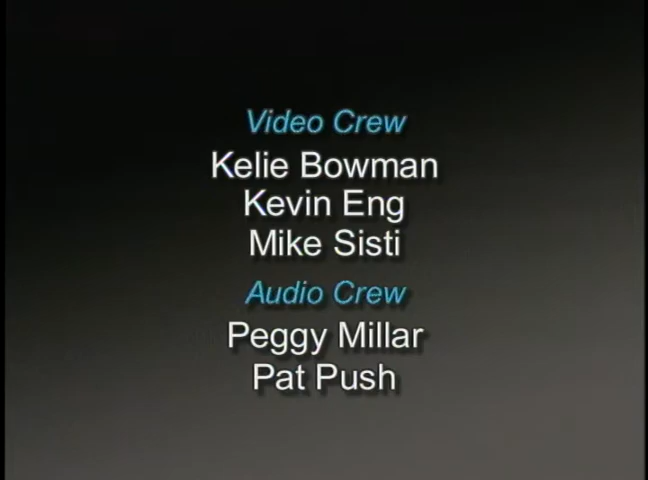 Video Crew
Kelie Bowman
Kevin Eng
Mike Sisti
Audio Crew
Peggy Millar
Pat Push